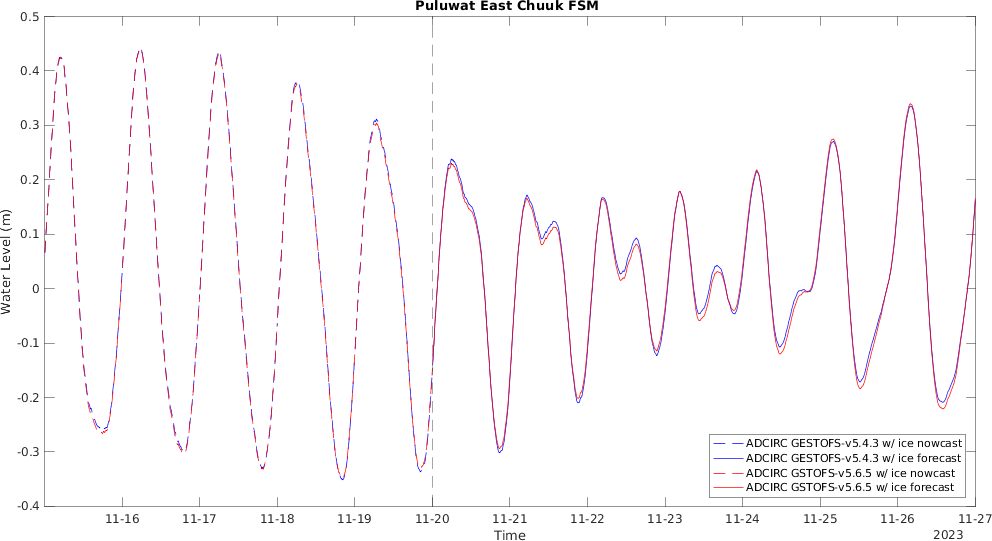 Puluwat East Chuuk FSM
0.5
0.4
0.3
0.2
0.1
0
-0.1
-0.2
-0.3
-0.4
Water Level (m)
ADCIRC GESTOFS-v5.4.3 w/ ice nowcast
ADCIRC GESTOFS-v5.4.3 w/ ice forecast
ADCIRC GSTOFS-v5.6.5 w/ ice nowcast
ADCIRC GSTOFS-v5.6.5 w/ ice forecast
11-16 11-17 11-18 11-19 11-20 11-21 11-22 11-23 11-24 11-25 11-26 11-27
Time
2023